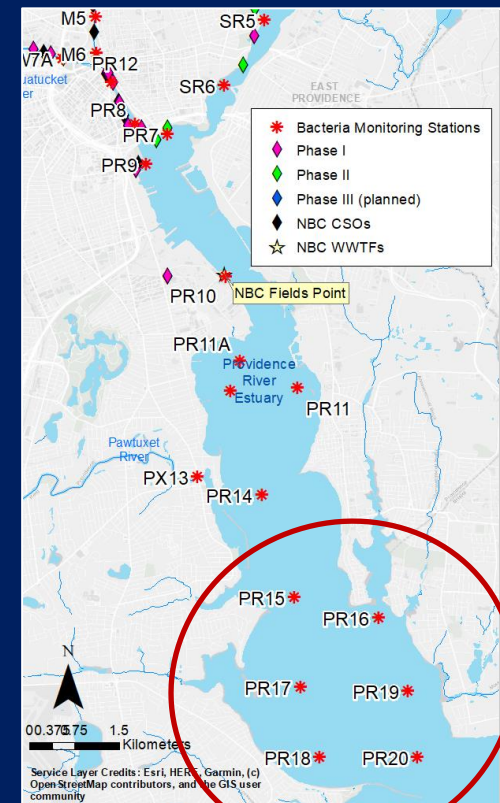 SR5
M5
M6
W7A
PR12
uatucket
er
SR6
EAST
PROVIDENCE
PR8
PR7
PR9
Bacteria Monitoring Stations
Phase I
Phase II
Phase III (planned)
NBC CSOs
NBC WWTFs
PR10
NBC Fields Point
PR11A
Providence
River
Estuary
PR11
Pawtuxet
River
PX13
PR14
PR15
PR16
PR17
PR19
N
PR18
PR20
0 0.375 0.75 1.5
Kilometers
Service Layer Credits: Esri, HERE, Garmin, (c)
OpenStreetMap contributors, and the GIS user
community